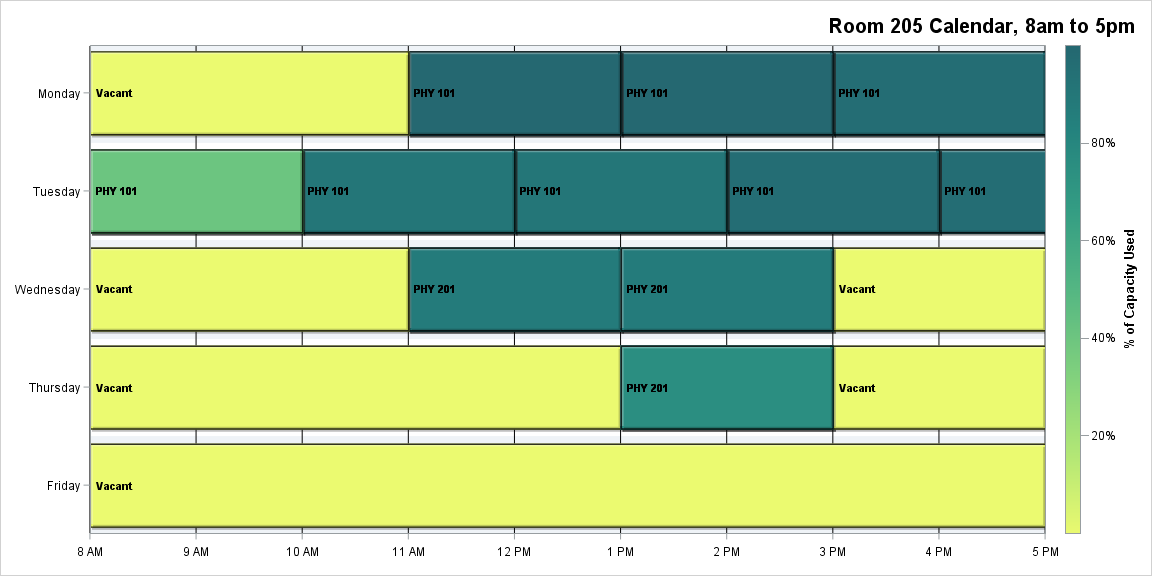 Room 205 Calendar, 8am to 5pm
Monday
Vacant
PHY 101
PHY 101
PHY 101
Tuesday
PHY 101
PHY 101
PHY 101
PHY 101
PHY 101
Wednesday
Vacant
PHY 201
PHY 201
Vacant
Thursday
Vacant
PHY 201
Vacant
Friday
Vacant
8 AM
9 AM
10 AM
11 AM
12 PM
1 PM
2 PM
3 PM
4 PM
5 PM
80%
60%
40%
20%
% of Capacity Used